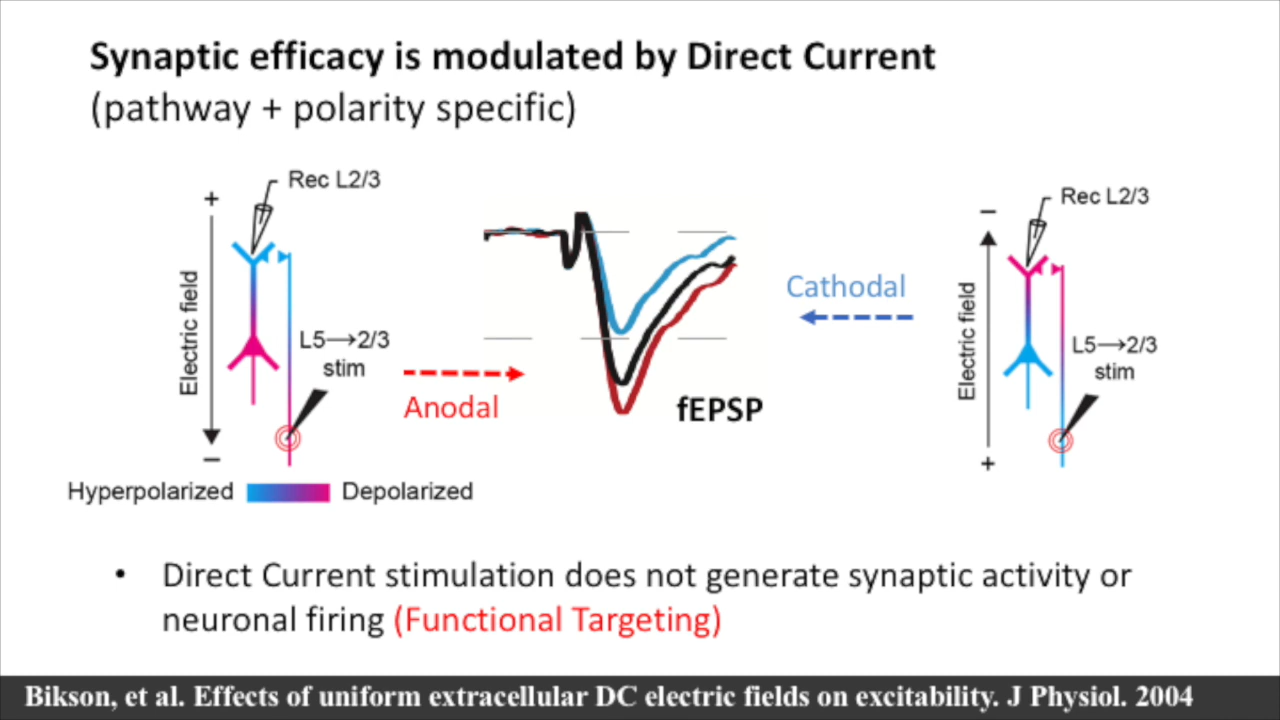 Synaptic efficacy is modulated by Direct Current
(pathway + polarity specific)
+
Rec L2/3
Electric field
L5→2/3
stim
−
Hyperpolarized
Depolarized
Anodal
fEPSP
Cathodal
−
Rec L2/3
Electric field
L5→2/3
stim
+
• Direct Current stimulation does not generate synaptic activity or
neuronal firing (Functional Targeting)
Bikson, et al. Effects of uniform extracellular DC electric fields on excitability. J Physiol. 2004